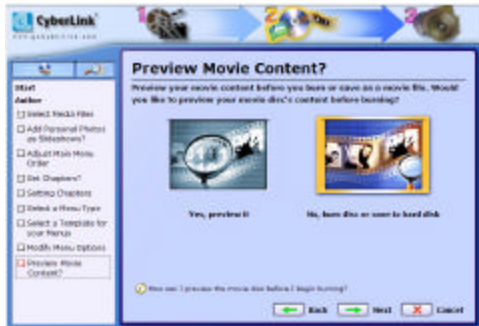 CyberLink
1
2
3
Preview Movie Content?
Preview your movie content before you burn or save as a movie file. Would
you like to preview your movie disc's content before burning?
Start
Author
Select Media Files
Add Personal Photos
as Slideshows?
Adjust Main Menu
Order
Set Chapters?
Setting Chapters
Select a Menu Type
Select a Template for
your Menus
Modify Menu Options
Preview Movie
Content?
Yes, preview it
No, burn disc or save to hard disk
How can I preview the movie disc before I begin burning?
Back
Next
Cancel